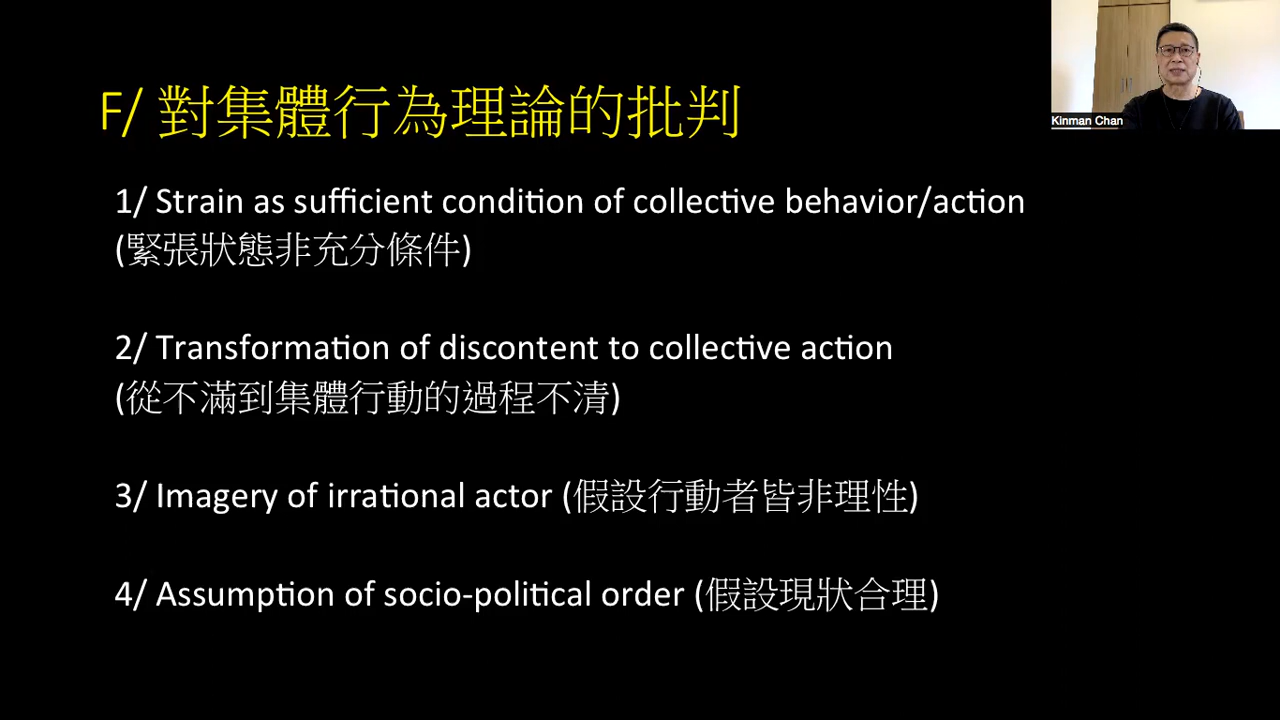 F/ 對集體行為理論的批判
Kinman Chan
1/ Strain as sufficient condition of collective behavior/action
(緊張狀態非充分條件)
2/ Transformation of discontent to collective action
(從不滿到集體行動的過程不清)
3/ Imagery of irrational actor (假設行動者皆非理性)
4/ Assumption of socio-political order (假設現狀合理)